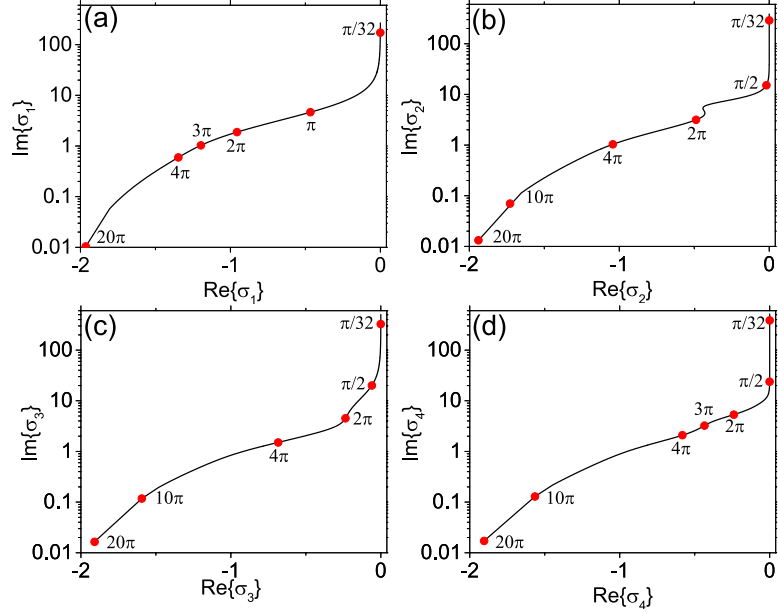 (a)
100
10
1
0.1
0.01
Im{σ₁}
π/32
π
2π
3π
4π
20π
-2
-1
0
Re{σ₁}
(b)
100
10
1
0.1
0.01
Im{σ₂}
π/32
π/2
2π
4π
10π
20π
-2
-1
0
Re{σ₂}
(c)
100
10
1
0.1
0.01
Im{σ₃}
π/32
π/2
2π
4π
10π
20π
-2
-1
0
Re{σ₃}
(d)
100
10
1
0.1
0.01
Im{σ₄}
π/32
π/2
3π
2π
4π
10π
20π
-2
-1
0
Re{σ₄}